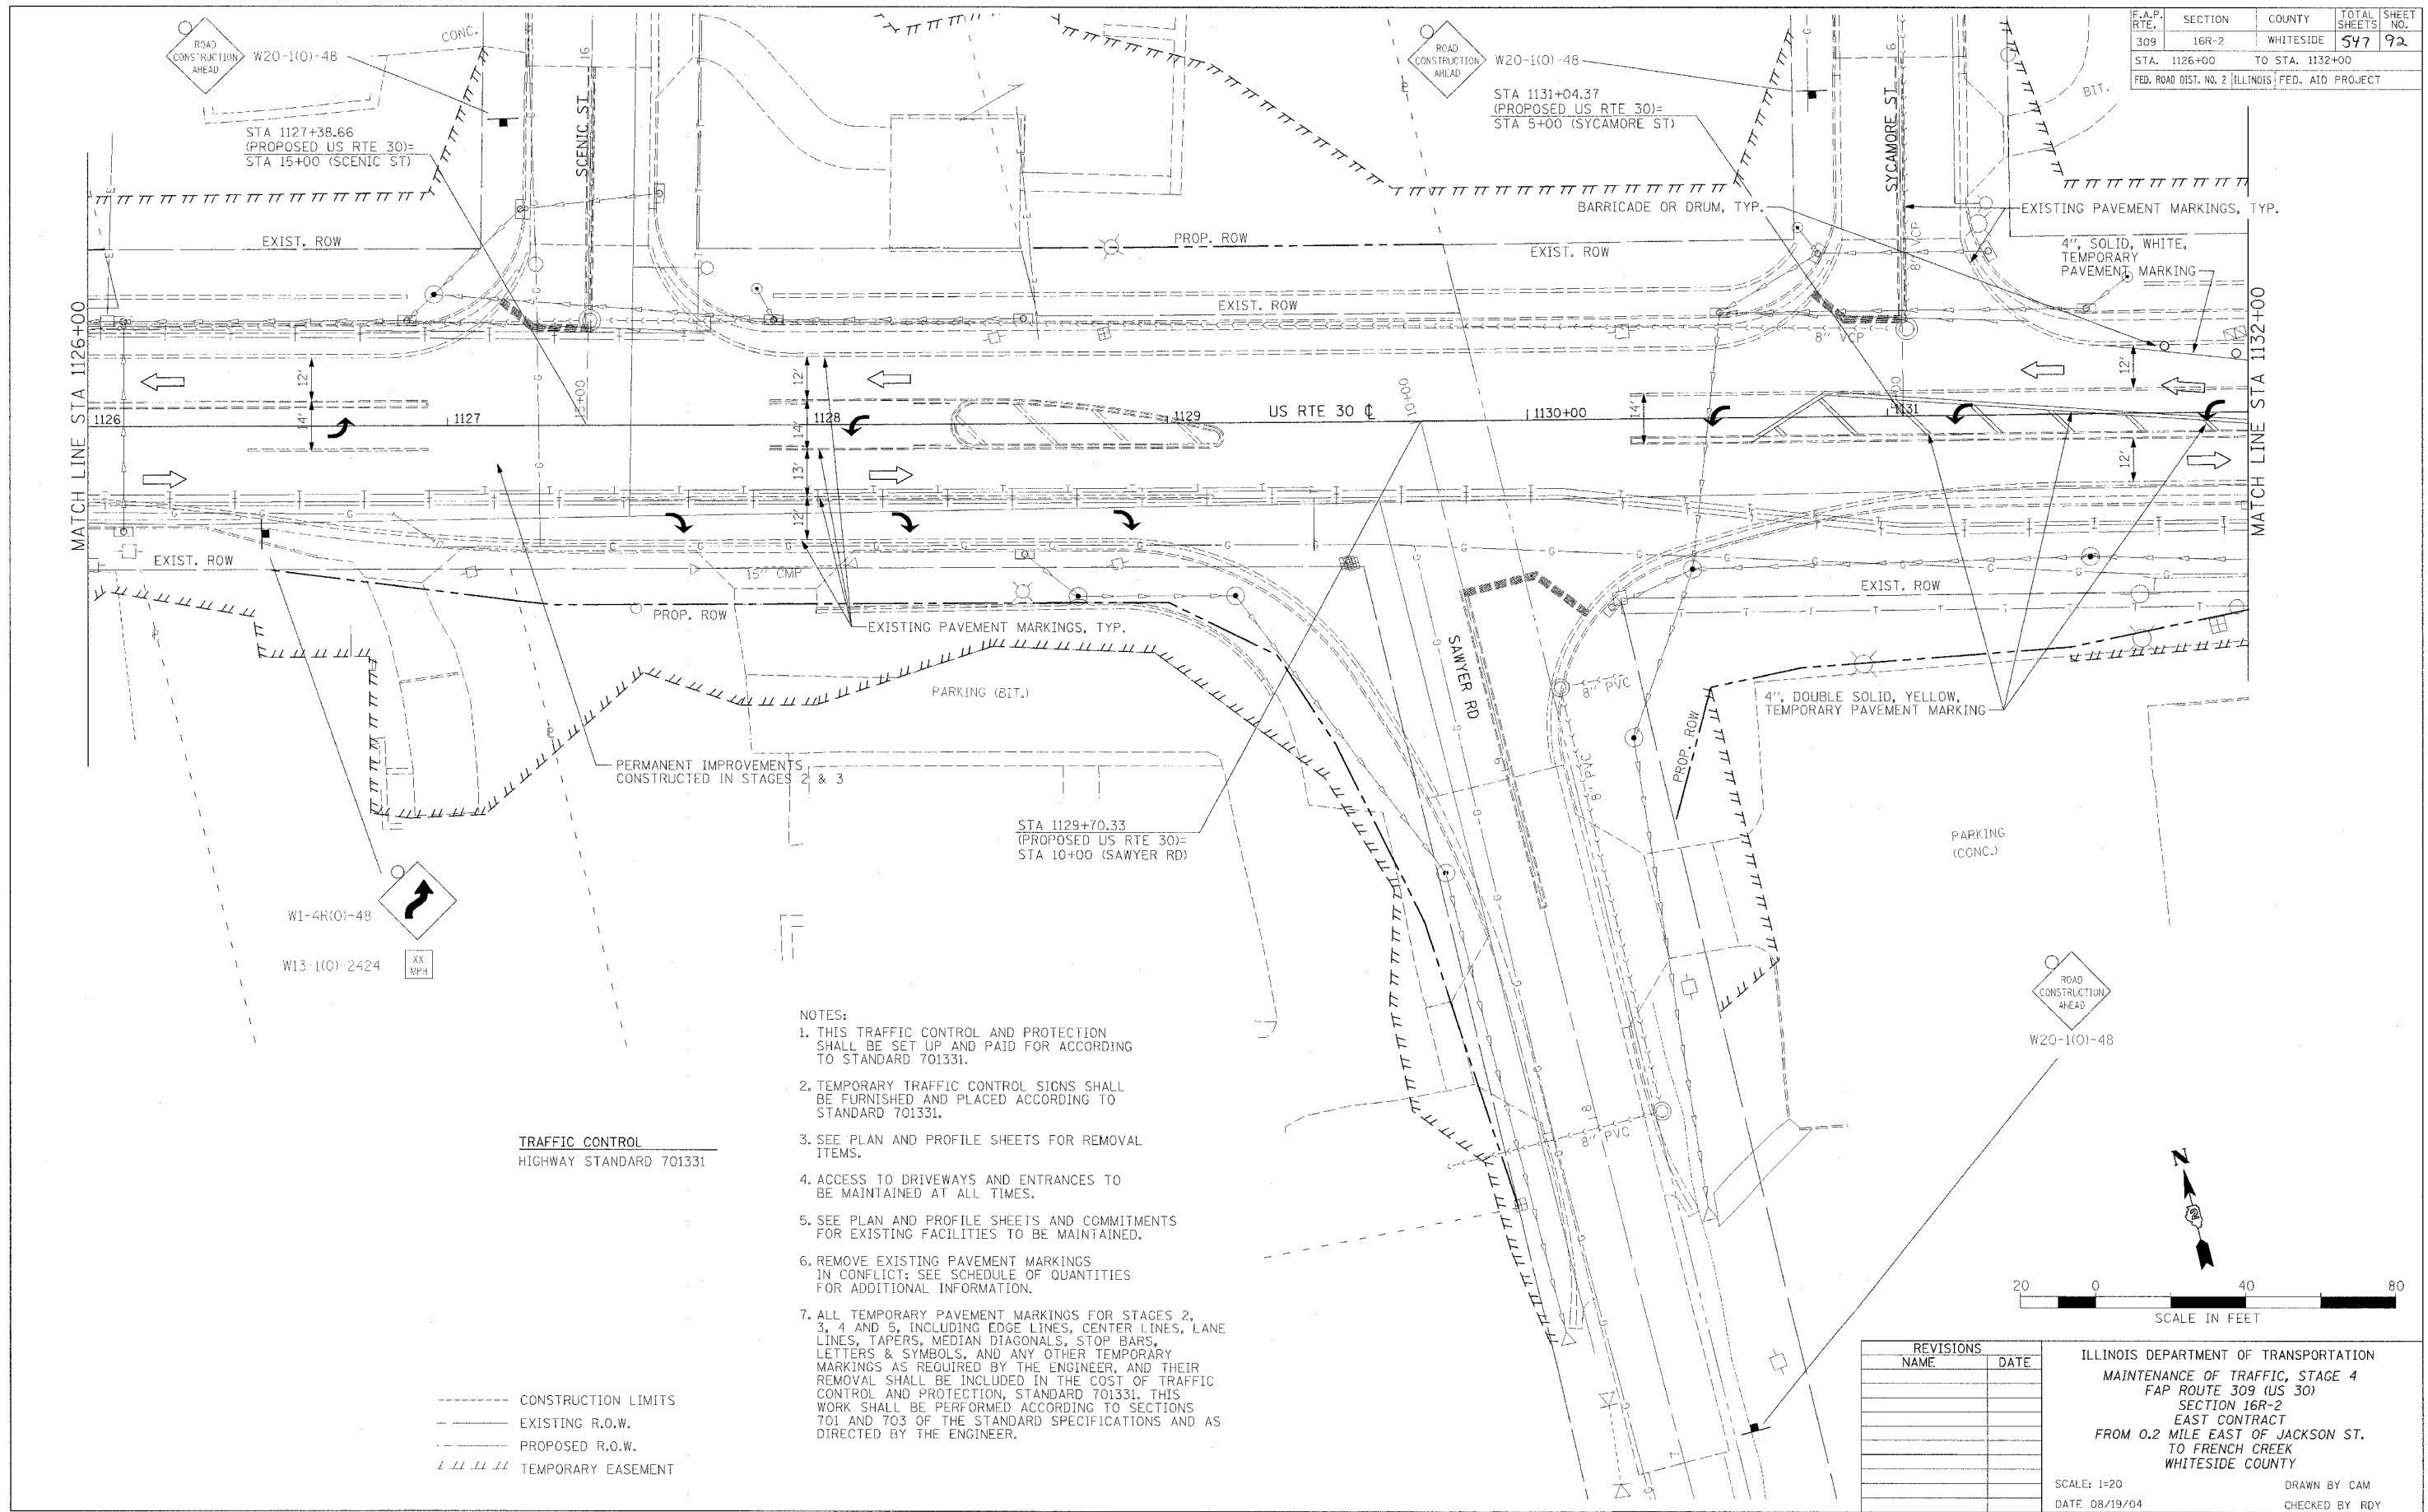 F.A.P. RTE. SECTION COUNTY TOTAL SHEETS SHEET NO.
309 16R-2 WHITESIDE 547 92
STA. 1126+00 TO STA. 1132+00
FED. ROAD DIST. NO. 2 ILLINOIS FED. AID PROJECT
ROAD
CONSTRUCTION
AHEAD
W20-1(O)-48
CONC.
SCENIC ST
16
STA 1127+38.66
(PROPOSED US RTE 30)=
STA 15+00 (SCENIC ST)
ROAD
CONSTRUCTION
AHEAD
W20-1(O)-48
STA 1131+04.37
(PROPOSED US RTE 30)=
STA 5+00 (SYCAMORE ST)
SYCAMORE ST
6
BIT.
BARRICADE OR DRUM, TYP.
EXISTING PAVEMENT MARKINGS, TYP.
4", SOLID, WHITE,
TEMPORARY
PAVEMENT MARKING
EXIST. ROW
PROP. ROW
EXIST. ROW
EXIST. ROW
8" VCP
8" VCP
MATCH LINE STA 1126+00
MATCH LINE STA 1132+00
12'
12'
12'
14'
14'
14'
13'
12'
12'
1126
1127
15+00
1128
1129
US RTE 30 ℄
10+00
1130+00
1131
EXIST. ROW
15" CMP
PROP. ROW
EXISTING PAVEMENT MARKINGS, TYP.
EXIST. ROW
PARKING (BIT.)
SAWYER RD
8" PVC
8" PVC
PROP. ROW
4", DOUBLE SOLID, YELLOW,
TEMPORARY PAVEMENT MARKING
PERMANENT IMPROVEMENTS
CONSTRUCTED IN STAGES 2 & 3
STA 1129+70.33
(PROPOSED US RTE 30)=
STA 10+00 (SAWYER RD)
PARKING
(CONC.)
W1-4R(O)-48
W13-1(O)-2424
XX
MPH
ROAD
CONSTRUCTION
AHEAD
W20-1(O)-48
8
8" PVC
7
NOTES:
1. THIS TRAFFIC CONTROL AND PROTECTION
SHALL BE SET UP AND PAID FOR ACCORDING
TO STANDARD 701331.
2. TEMPORARY TRAFFIC CONTROL SIGNS SHALL
BE FURNISHED AND PLACED ACCORDING TO
STANDARD 701331.
3. SEE PLAN AND PROFILE SHEETS FOR REMOVAL
ITEMS.
4. ACCESS TO DRIVEWAYS AND ENTRANCES TO
BE MAINTAINED AT ALL TIMES.
5. SEE PLAN AND PROFILE SHEETS AND COMMITMENTS
FOR EXISTING FACILITIES TO BE MAINTAINED.
6. REMOVE EXISTING PAVEMENT MARKINGS
IN CONFLICT; SEE SCHEDULE OF QUANTITIES
FOR ADDITIONAL INFORMATION.
7. ALL TEMPORARY PAVEMENT MARKINGS FOR STAGES 2,
3, 4 AND 5, INCLUDING EDGE LINES, CENTER LINES, LANE
LINES, TAPERS, MEDIAN DIAGONALS, STOP BARS,
LETTERS & SYMBOLS, AND ANY OTHER TEMPORARY
MARKINGS AS REQUIRED BY THE ENGINEER, AND THEIR
REMOVAL SHALL BE INCLUDED IN THE COST OF TRAFFIC
CONTROL AND PROTECTION, STANDARD 701331. THIS
WORK SHALL BE PERFORMED ACCORDING TO SECTIONS
701 AND 703 OF THE STANDARD SPECIFICATIONS AND AS
DIRECTED BY THE ENGINEER.
TRAFFIC CONTROL
HIGHWAY STANDARD 701331
CONSTRUCTION LIMITS
EXISTING R.O.W.
PROPOSED R.O.W.
TEMPORARY EASEMENT
N
20 0 40 80
SCALE IN FEET
REVISIONS
NAME DATE
ILLINOIS DEPARTMENT OF TRANSPORTATION
MAINTENANCE OF TRAFFIC, STAGE 4
FAP ROUTE 309 (US 30)
SECTION 16R-2
EAST CONTRACT
FROM 0.2 MILE EAST OF JACKSON ST.
TO FRENCH CREEK
WHITESIDE COUNTY
SCALE: 1=20 DRAWN BY CAM
DATE 08/19/04 CHECKED BY RDY